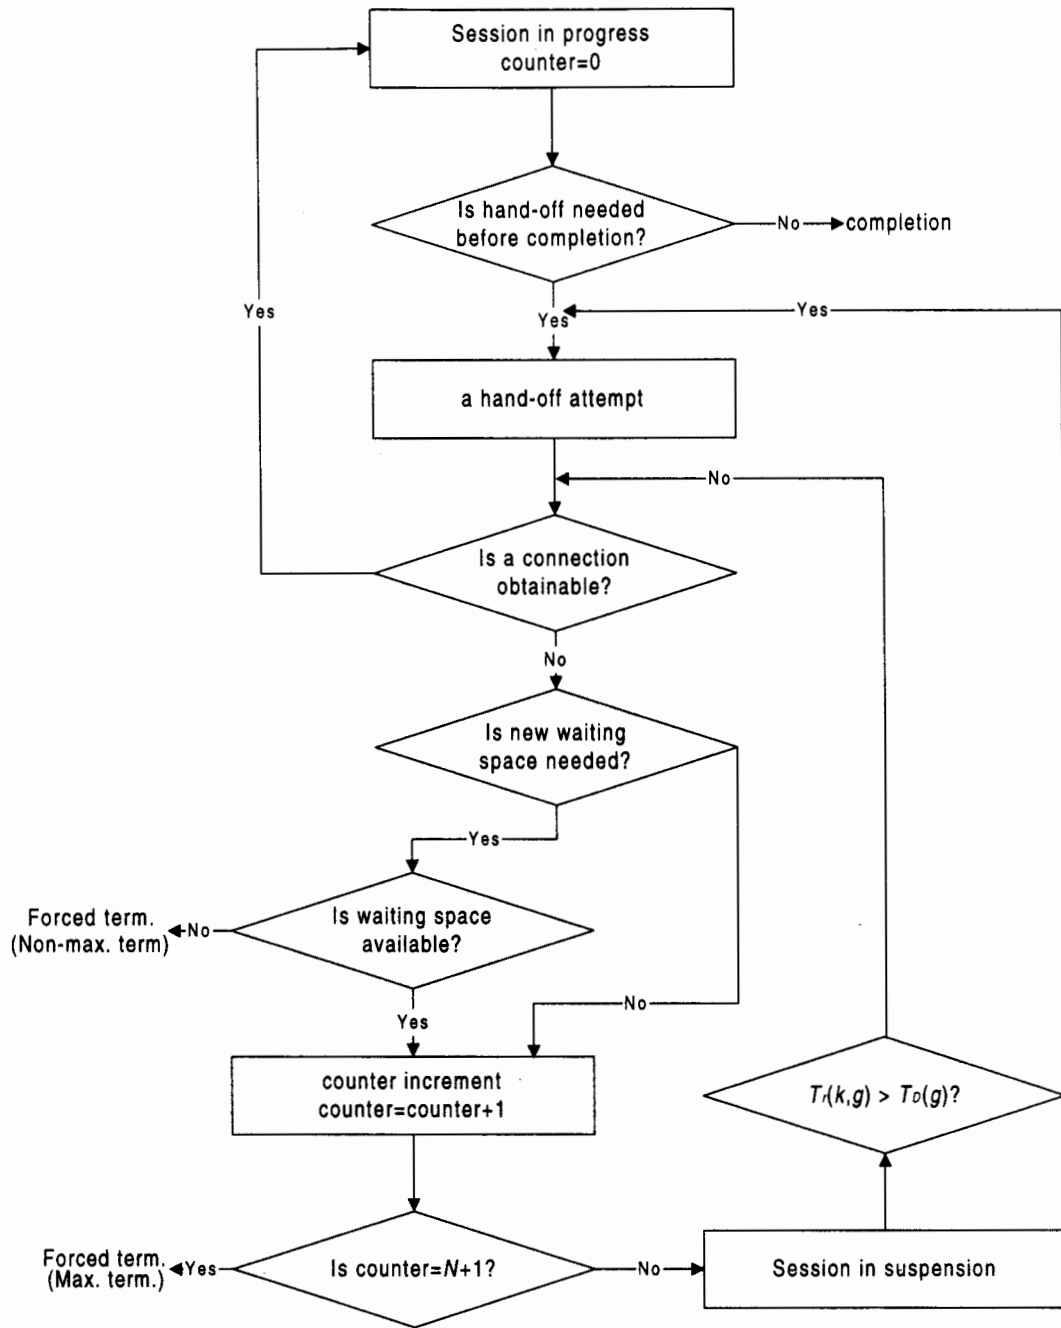 Session in progress
counter=0
Is hand-off needed
before completion?
No
completion
Yes
Yes
Yes
a hand-off attempt
No
Is a connection
obtainable?
No
Is new waiting
space needed?
Yes
Forced term.
(Non-max. term)
No
Is waiting space
available?
No
Yes
counter increment
counter=counter+1
Tr(k,g) > TD(g)?
Forced term.
(Max. term.)
Yes
Is counter=N+1?
No
Session in suspension